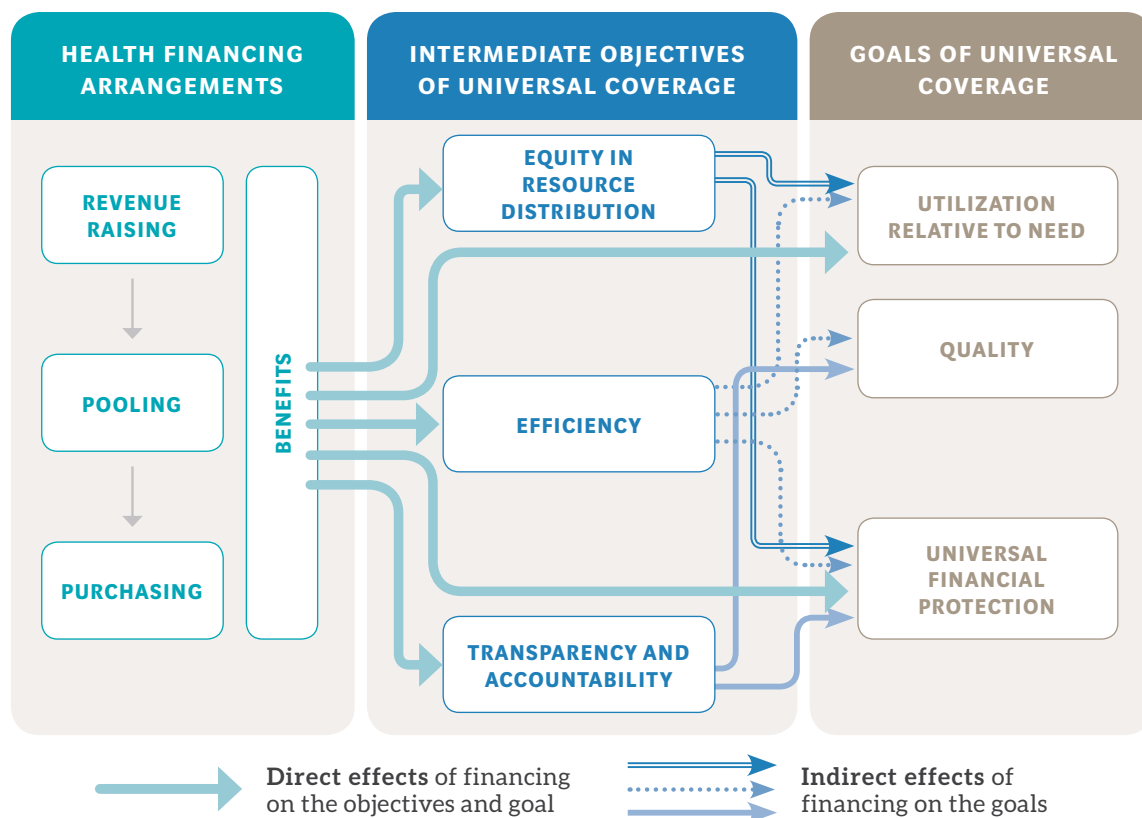 HEALTH FINANCING
ARRANGEMENTS
REVENUE
RAISING
POOLING
PURCHASING
BENEFITS
INTERMEDIATE OBJECTIVES
OF UNIVERSAL COVERAGE
EQUITY IN
RESOURCE
DISTRIBUTION
EFFICIENCY
TRANSPARENCY AND
ACCOUNTABILITY
GOALS OF UNIVERSAL
COVERAGE
UTILIZATION
RELATIVE TO NEED
QUALITY
UNIVERSAL
FINANCIAL
PROTECTION
Direct effects of financing
on the objectives and goal
Indirect effects of
financing on the goals